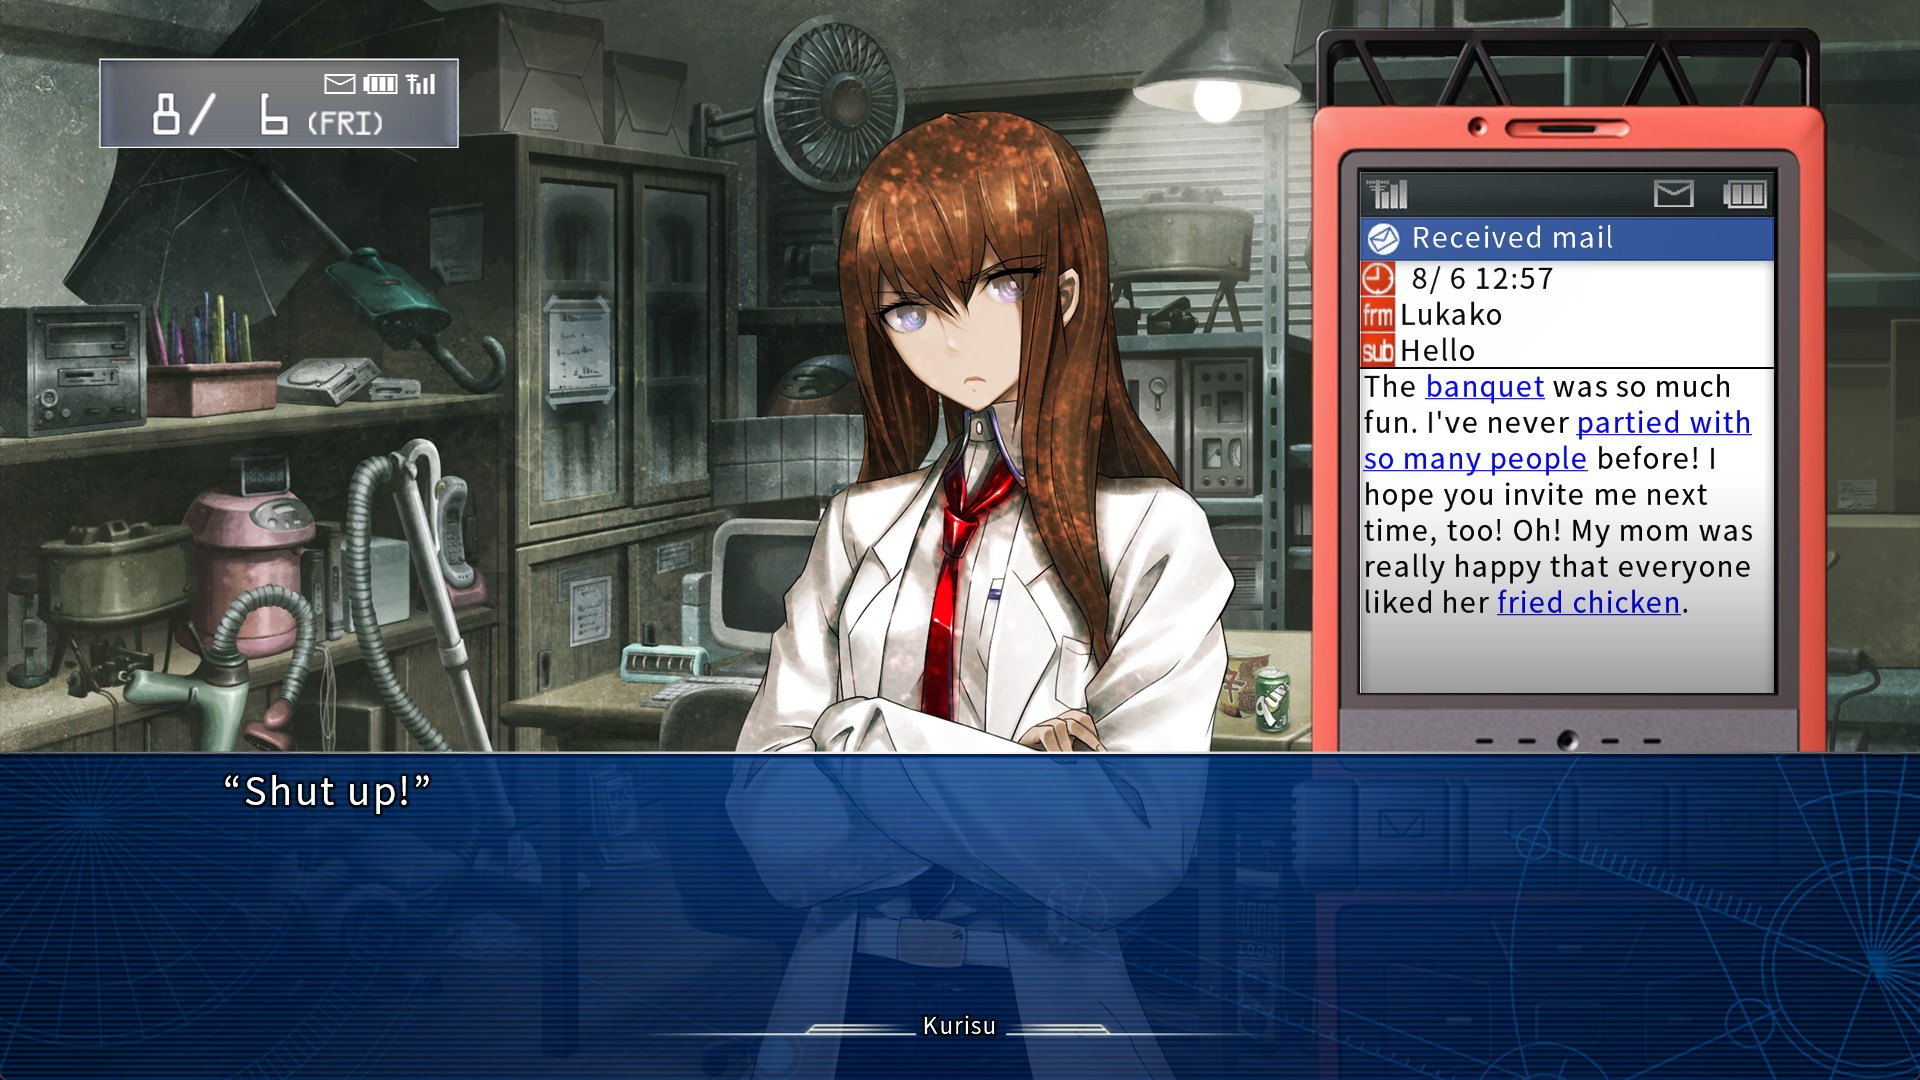 8/ 6 (FRI)
Received mail
8/ 6 12:57
frm Lukako
sub Hello
The banquet was so much
fun. I've never partied with
so many people before! I
hope you invite me next
time, too! Oh! My mom was
really happy that everyone
liked her fried chicken.
“Shut up!”
Kurisu